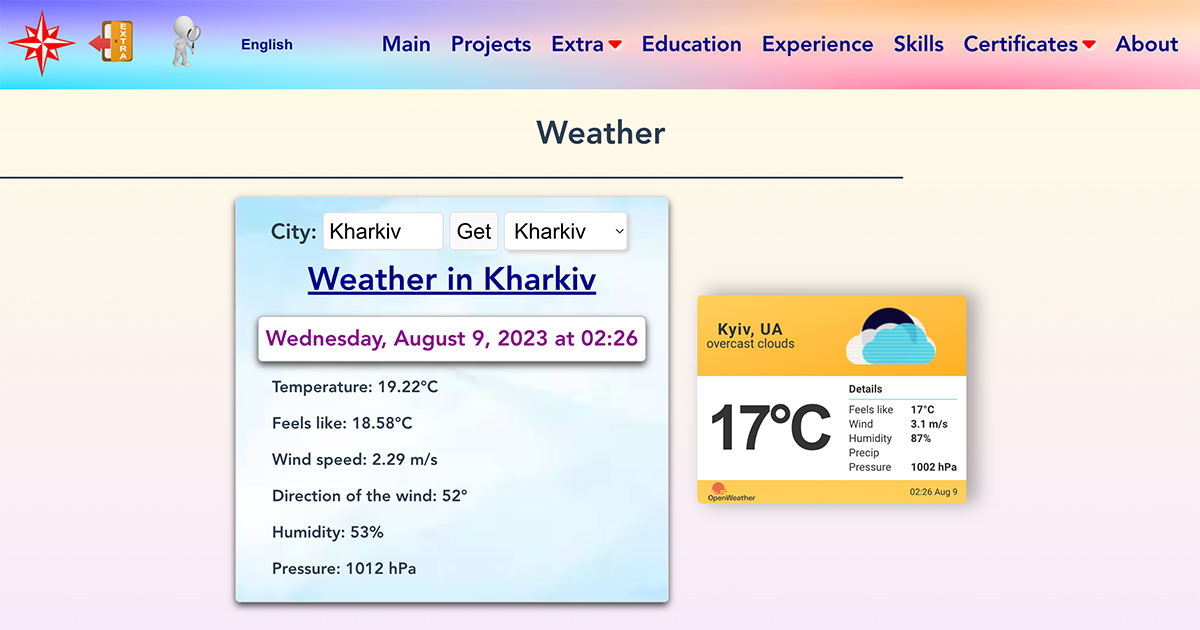 EXTRA
English
Main Projects Extra Education Experience Skills Certificates About
Weather
City: Kharkiv Get Kharkiv
Weather in Kharkiv
Wednesday, August 9, 2023 at 02:26
Temperature: 19.22°C
Feels like: 18.58°C
Wind speed: 2.29 m/s
Direction of the wind: 52°
Humidity: 53%
Pressure: 1012 hPa
Kyiv, UA
overcast clouds
17°C
Details
Feels like 17°C
Wind 3.1 m/s
Humidity 87%
Precip
Pressure 1002 hPa
OpenWeather
02:26 Aug 9